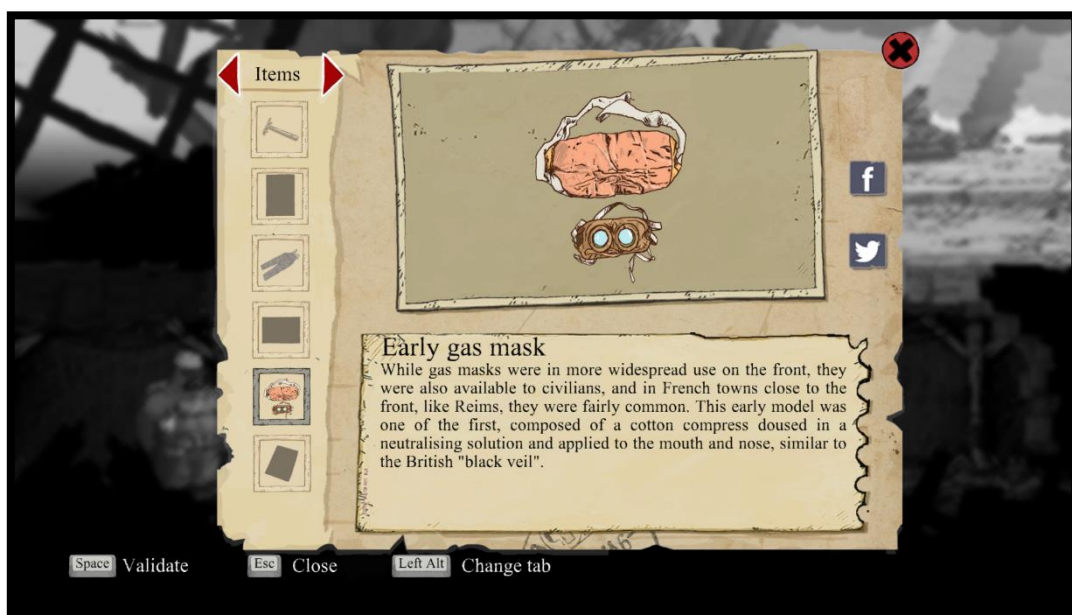 Items
f
Early gas mask
While gas masks were in more widespread use on the front, they
were also available to civilians, and in French towns close to the
front, like Reims, they were fairly common. This early model was
one of the first, composed of a cotton compress doused in a
neutralising solution and applied to the mouth and nose, similar to
the British "black veil".
Space Validate Esc Close Left Alt Change tab